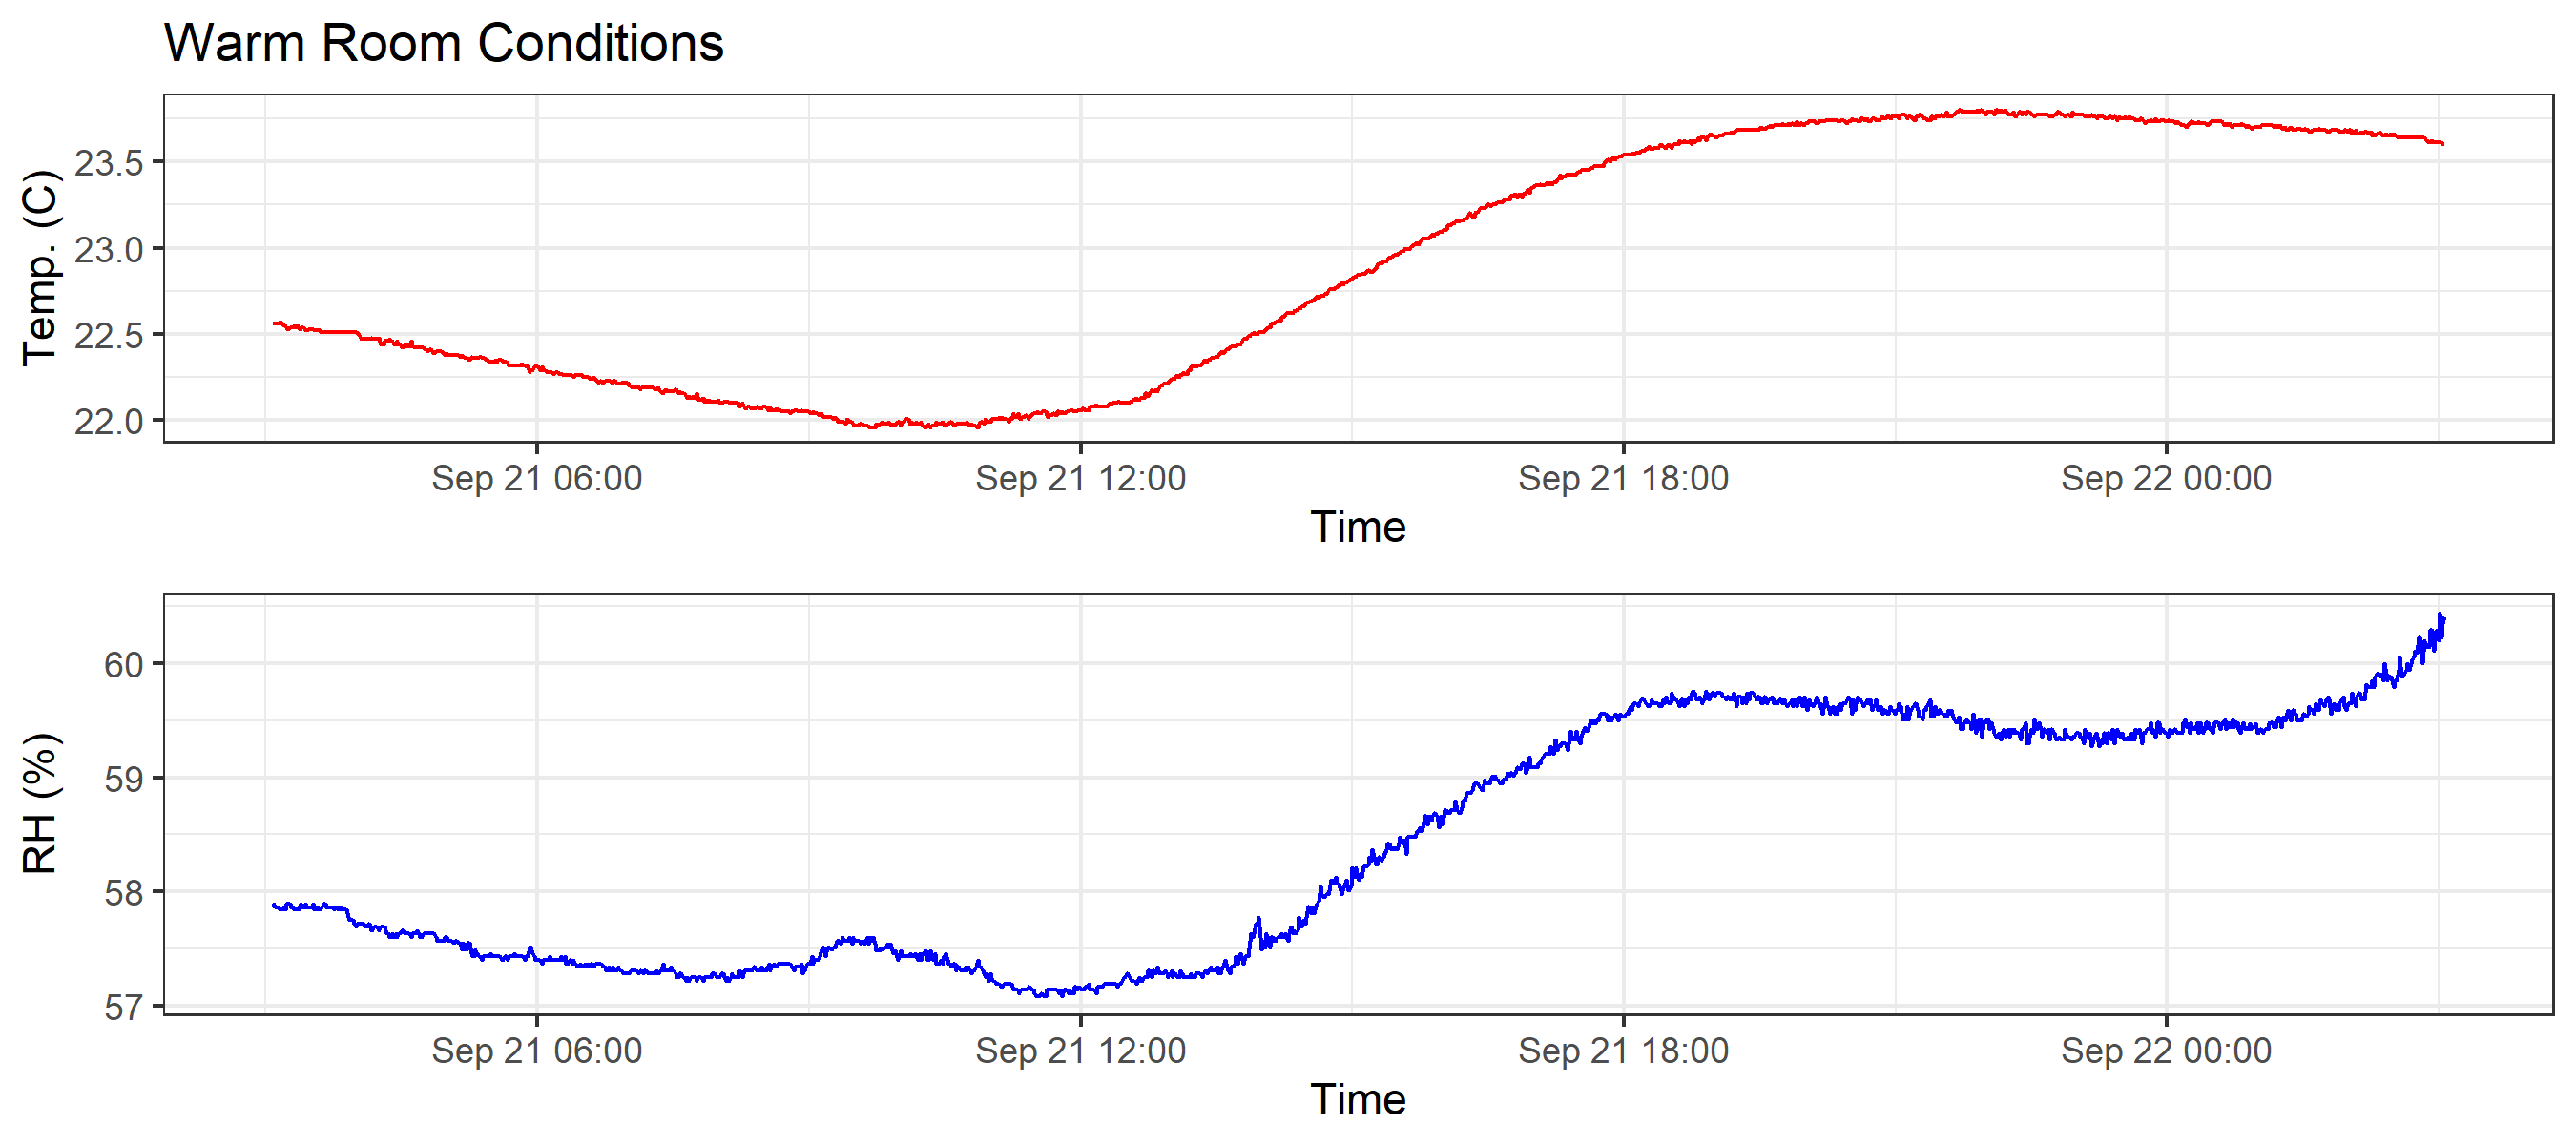 Warm Room Conditions
Temp. (C)
23.5
23.0
22.5
22.0
Sep 21 06:00 Sep 21 12:00 Sep 21 18:00 Sep 22 00:00
Time
RH (%)
60
59
58
57
Sep 21 06:00 Sep 21 12:00 Sep 21 18:00 Sep 22 00:00
Time